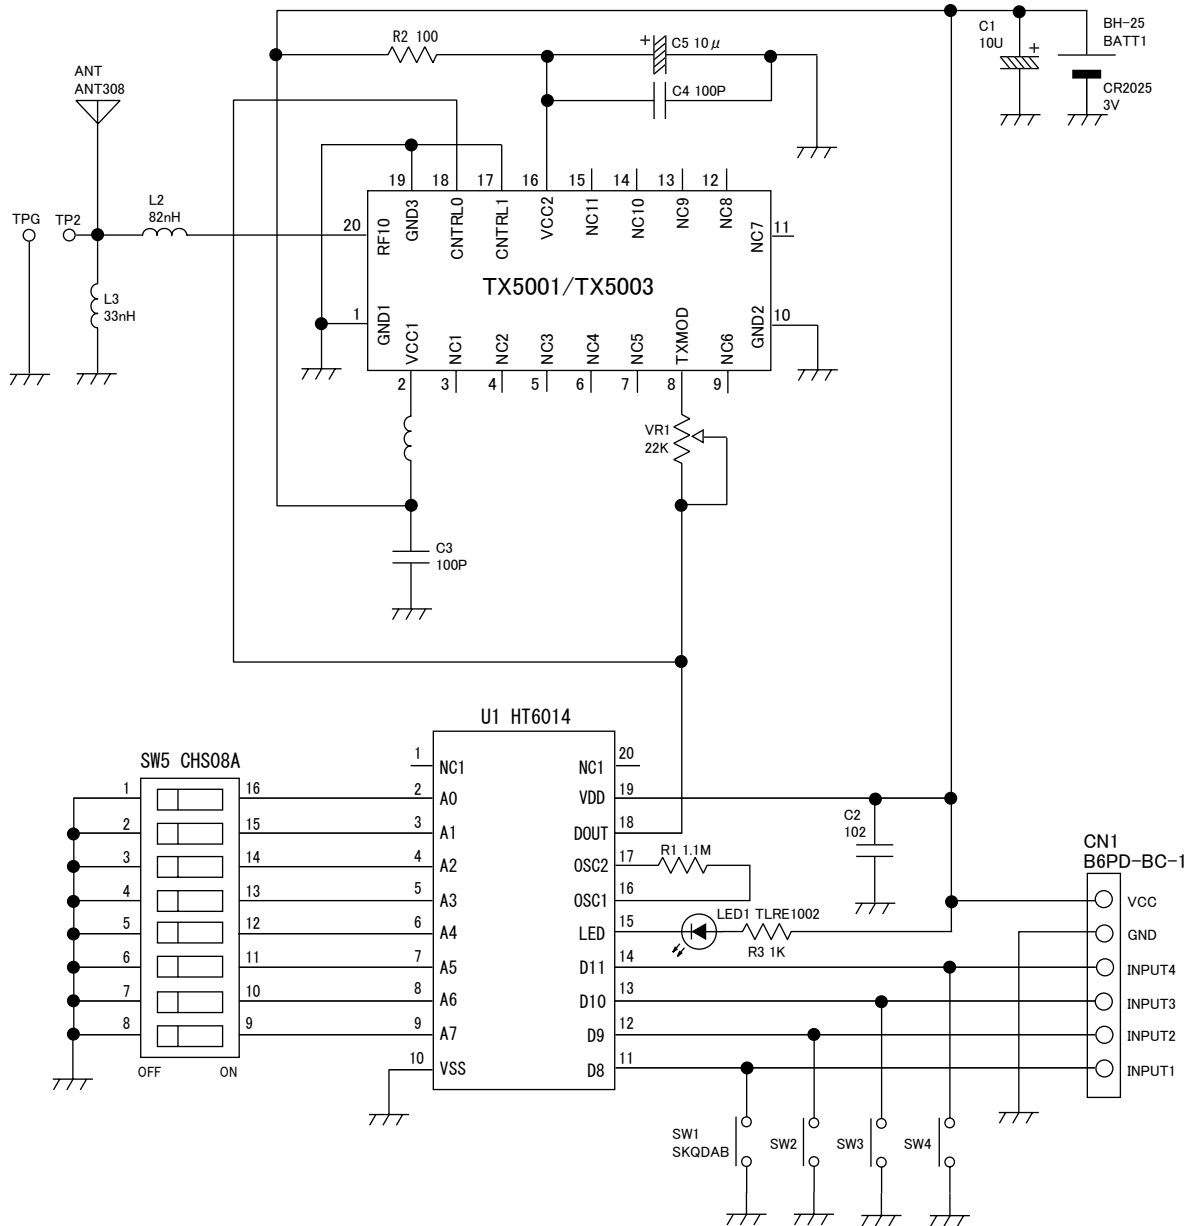 R2 100
C5 10μ
+
C4 100P
C1
10U
+
BH-25
BATT1
CR2025
3V
ANT
ANT308
TPG
TP2
L2
82nH
L3
33nH
19
18
17
16
15
14
13
12
20
RF10
GND3
CNTRL0
CNTRL1
VCC2
NC11
NC10
NC9
NC8
NC7
11
TX5001/TX5003
1
GND1
VCC1
NC1
NC2
NC3
NC4
NC5
TXMOD
NC6
GND2
10
2
3
4
5
6
7
8
9
VR1
22K
C3
100P
U1 HT6014
SW5 CHS08A
1
NC1
NC1
20
1
16
2
A0
VDD
19
2
15
3
A1
DOUT
18
3
14
4
A2
OSC2
17
R1 1.1M
4
13
5
A3
OSC1
16
5
12
6
A4
LED
15
LED1 TLRE1002
R3 1K
6
11
7
A5
D11
14
7
10
8
A6
D10
13
8
9
9
A7
D9
12
10
VSS
D8
11
OFF
ON
C2
102
CN1
B6PD-BC-1
VCC
GND
INPUT4
INPUT3
INPUT2
INPUT1
SW1
SKQDAB
SW2
SW3
SW4